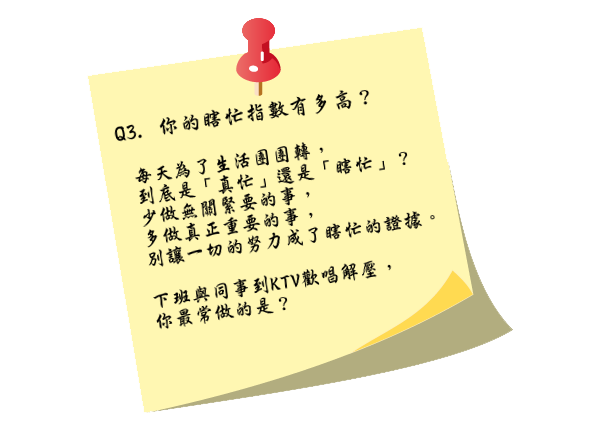 Q3. 你的瞎忙指數有多高？
每天為了生活團團轉，
到底是「真忙」還是「瞎忙」？
少做無關緊要的事，
多做真正重要的事，
別讓一切的努力成了瞎忙的證據。
下班與同事到KTV歡唱解壓，
你最常做的是？